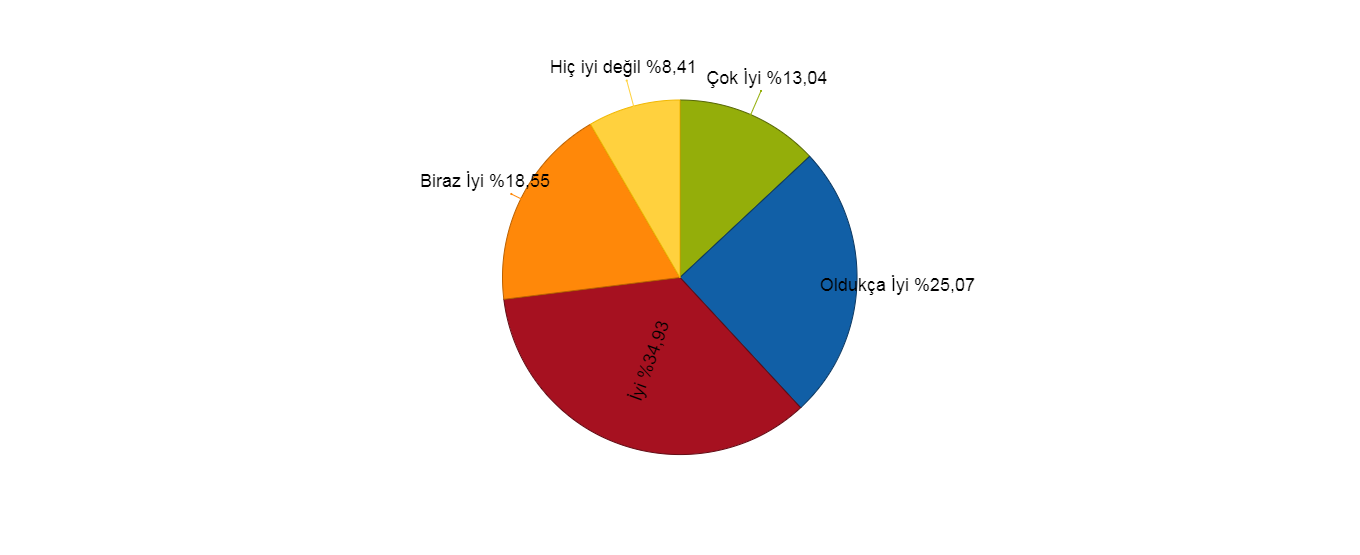 Hiç iyi değil %8,41
Çok İyi %13,04
Biraz İyi %18,55
Oldukça İyi %25,07
İyi %34,93